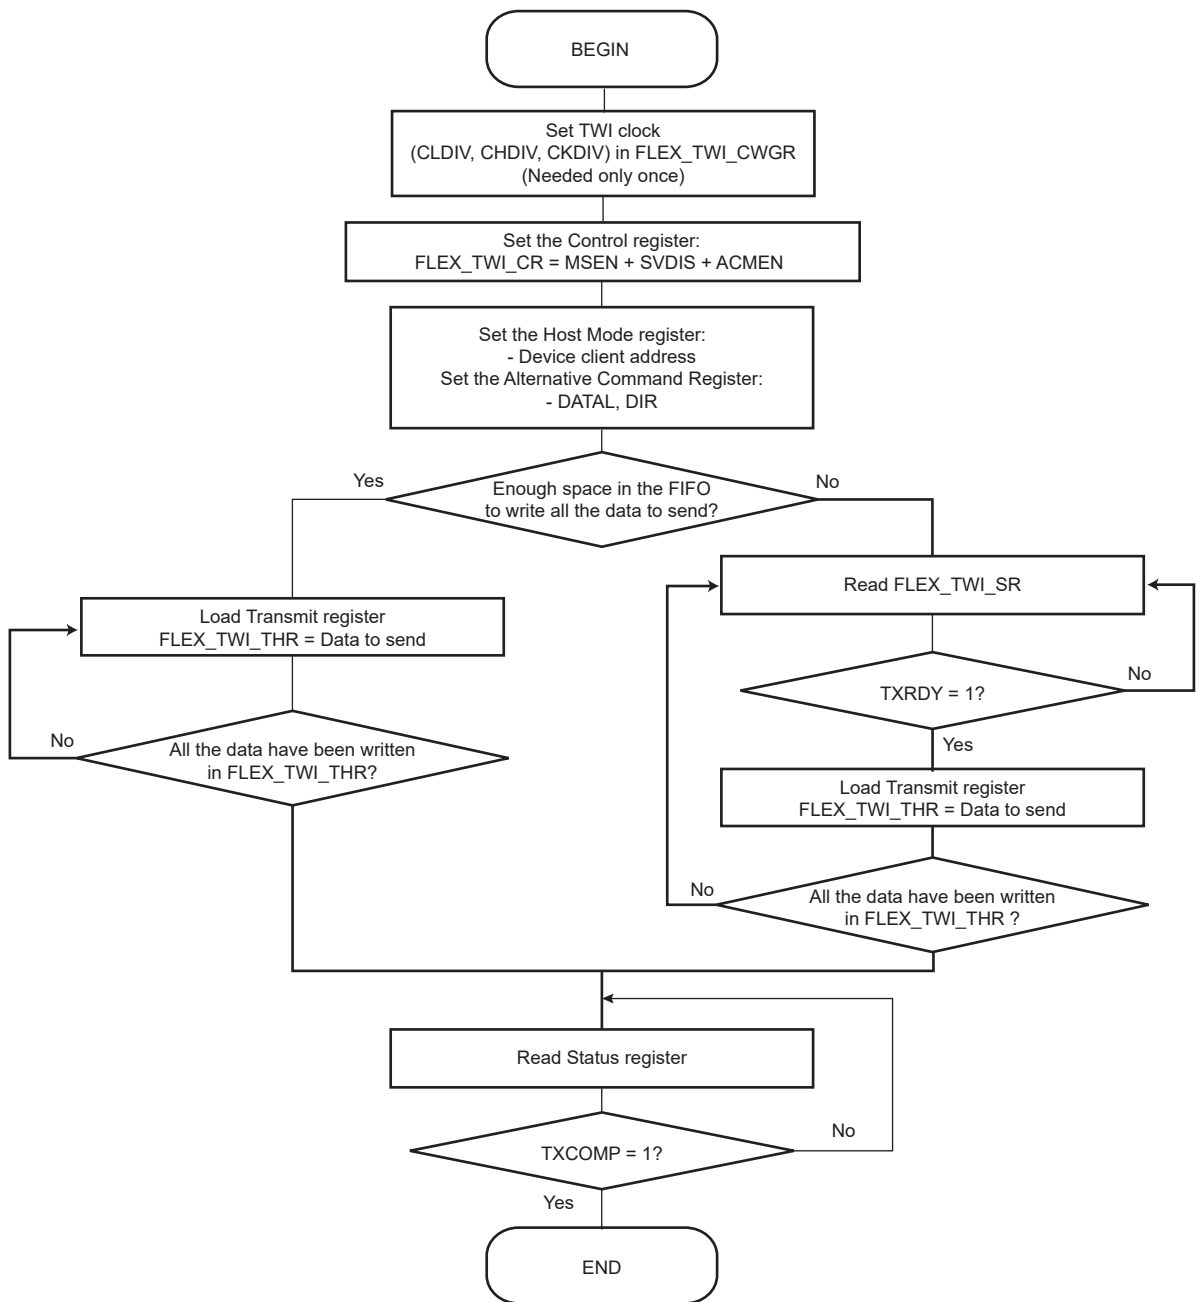 BEGIN
Set TWI clock
(CLDIV, CHDIV, CKDIV) in FLEX_TWI_CWGR
(Needed only once)
Set the Control register:
FLEX_TWI_CR = MSEN + SVDIS + ACMEN
Set the Host Mode register:
- Device client address
Set the Alternative Command Register:
- DATAL, DIR
Yes
Enough space in the FIFO
to write all the data to send?
No
Load Transmit register
FLEX_TWI_THR = Data to send
No
All the data have been written
in FLEX_TWI_THR?
Read FLEX_TWI_SR
TXRDY = 1?
No
Yes
Load Transmit register
FLEX_TWI_THR = Data to send
No
All the data have been written
in FLEX_TWI_THR ?
Read Status register
TXCOMP = 1?
No
Yes
END